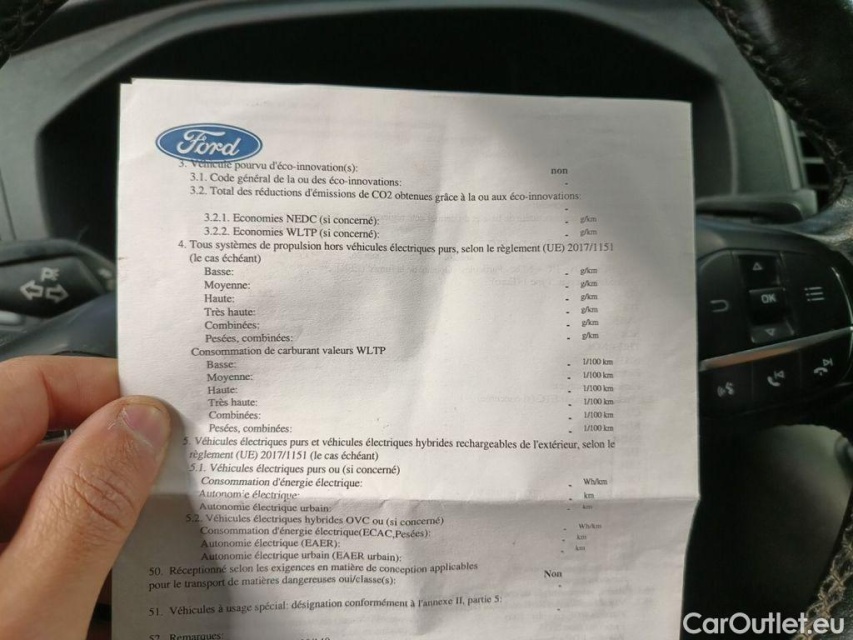 Ford
3. Véhicule pourvu d'éco-innovation(s): non
3.1. Code général de la ou des éco-innovations: -
3.2. Total des réductions d'émissions de CO2 obtenues grâce à la ou aux éco-innovations:
-
3.2.1. Economies NEDC (si concerné): - g/km
3.2.2. Economies WLTP (si concerné): - g/km
4. Tous systèmes de propulsion hors véhicules électriques purs, selon le règlement (UE) 2017/1151
(le cas échéant)
Basse: - g/km
Moyenne: - g/km
Haute: - g/km
Très haute: - g/km
Combinées: - g/km
Pesées, combinées: - g/km
Consommation de carburant valeurs WLTP
Basse: - 1/100 km
Moyenne: - 1/100 km
Haute: - 1/100 km
Très haute: - 1/100 km
Combinées: - 1/100 km
Pesées, combinées: - 1/100 km
5. Véhicules électriques purs et véhicules électriques hybrides rechargeables de l'extérieur, selon le
règlement (UE) 2017/1151 (le cas échéant)
5.1. Véhicules électriques purs ou (si concerné)
Consommation d'énergie électrique: - Wh/km
Autonomie électrique: - km
Autonomie électrique urbain: - km
5.2. Véhicules électriques hybrides OVC ou (si concerné)
Consommation d'énergie électrique(ECAC,Pesées): - Wh/km
Autonomie électrique (EAER): - km
Autonomie électrique urbain (EAER urbain): - km
50. Réceptionné selon les exigences en matière de conception applicables
pour le transport de matières dangereuses oui/classe(s): Non
-
51. Véhicules à usage spécial: désignation conformément à l'annexe II, partie 5: -
52. Remarques:
OK
CarOutlet.eu